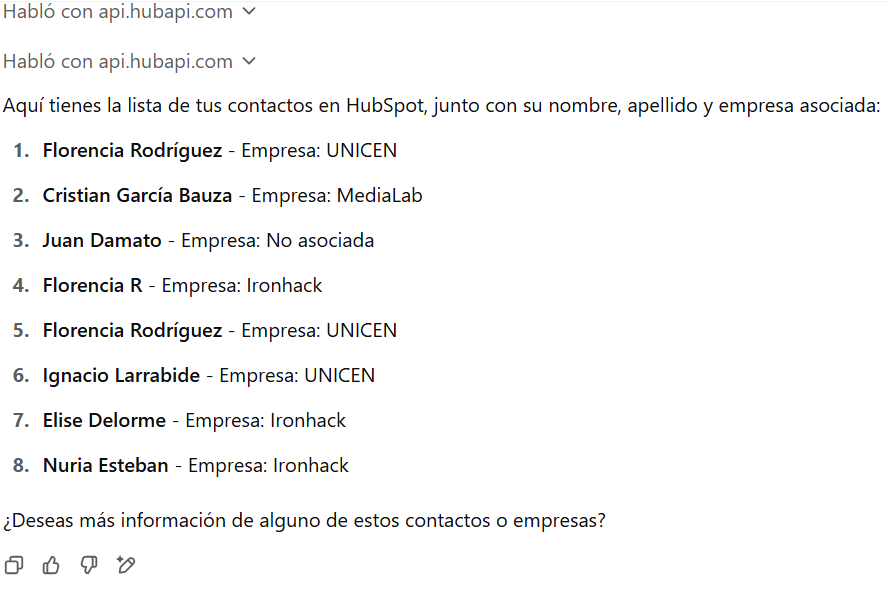 Habló con api.hubapi.com
Habló con api.hubapi.com
Aquí tienes la lista de tus contactos en HubSpot, junto con su nombre, apellido y empresa asociada:
1. Florencia Rodríguez - Empresa: UNICEN
2. Cristian García Bauza - Empresa: MediaLab
3. Juan Damato - Empresa: No asociada
4. Florencia R - Empresa: Ironhack
5. Florencia Rodríguez - Empresa: UNICEN
6. Ignacio Larrabide - Empresa: UNICEN
7. Elise Delorme - Empresa: Ironhack
8. Nuria Esteban - Empresa: Ironhack
¿Deseas más información de alguno de estos contactos o empresas?